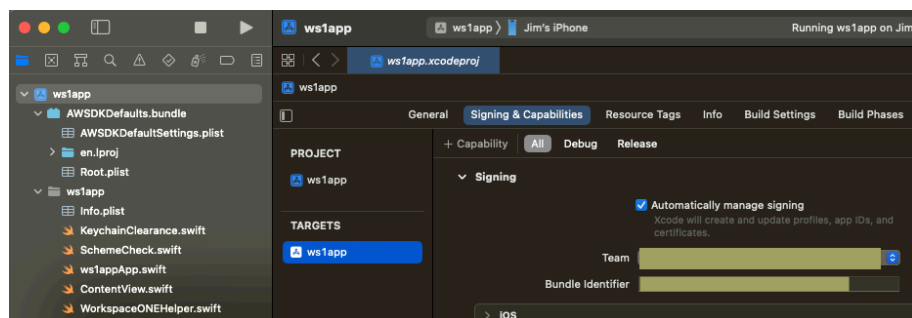 ws1app
ws1app
Jim's iPhone
Running ws1app on Jim
ws1app.xcodeproj
ws1app
ws1app
AWSDKDefaults.bundle
AWSDKDefaultSettings.plist
en.lproj
Root.plist
ws1app
Info.plist
KeychainClearance.swift
SchemeCheck.swift
ws1appApp.swift
ContentView.swift
WorkspaceONEHelper.swift
General Signing & Capabilities Resource Tags Info Build Settings Build Phases
PROJECT
ws1app
TARGETS
ws1app
+ Capability All Debug Release
Signing
Automatically manage signing
Xcode will create and update profiles, app IDs, and
certificates.
Team
Bundle Identifier
iOS